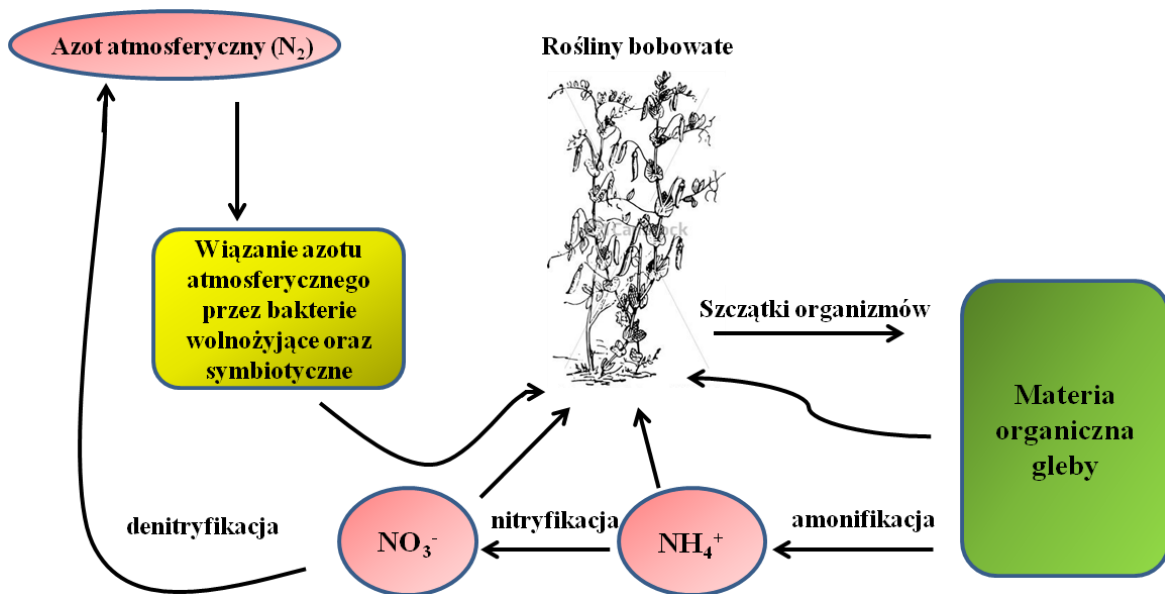 Azot atmosferyczny (N₂)
Rośliny bobowate
Wiązanie azotu
atmosferycznego
przez bakterie
wolnożyjące oraz
symbiotyczne
Szczątki organizmów
Materia
organiczna
gleby
denitryfikacja
NO₃⁻
nitryfikacja
NH₄⁺
amonifikacja